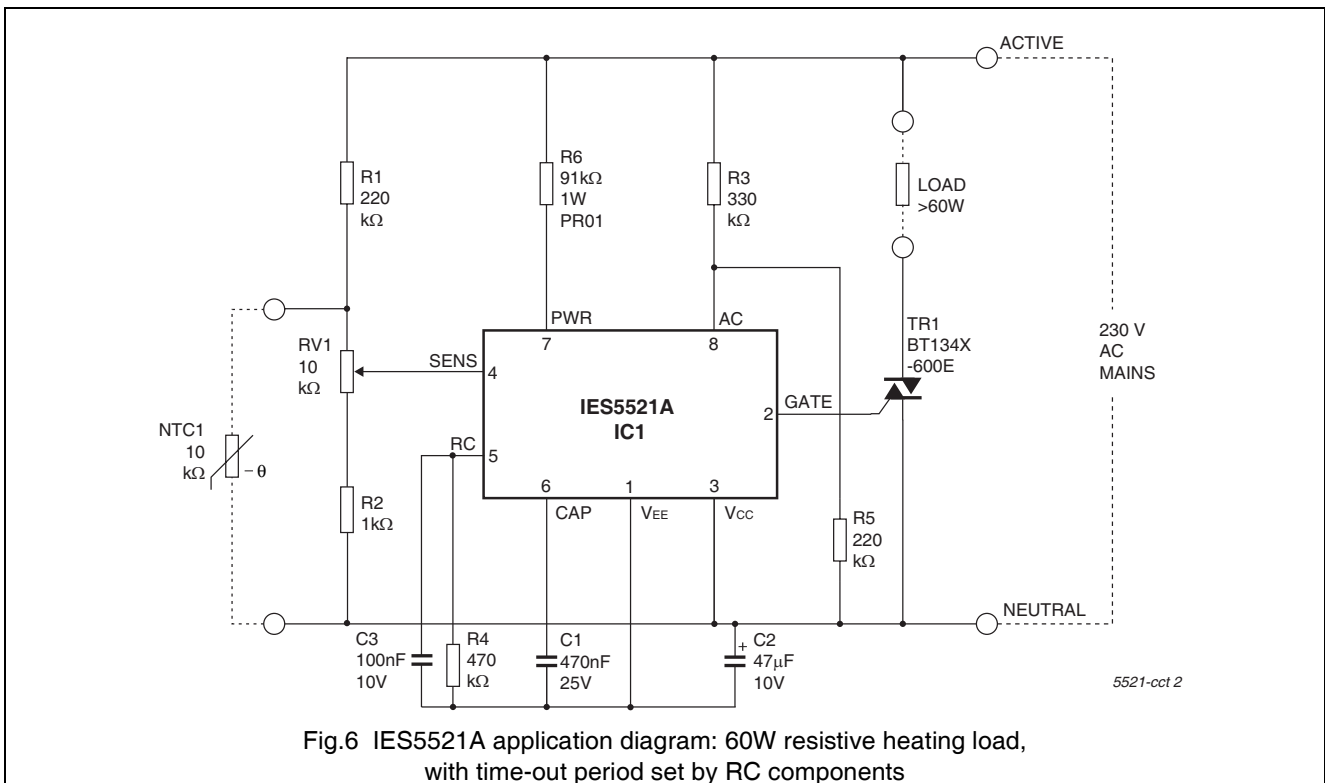 ACTIVE
R1
220
kΩ
R6
91kΩ
1W
PR01
R3
330
kΩ
LOAD
>60W
PWR
7
AC
8
TR1
BT134X
-600E
230 V
AC
MAINS
RV1
10
kΩ
SENS
4
IES5521A
IC1
2
GATE
NTC1
10
kΩ
– θ
RC
5
6
CAP
1
VEE
3
VCC
R2
1kΩ
R5
220
kΩ
NEUTRAL
C3
100nF
10V
R4
470
kΩ
C1
470nF
25V
+
C2
47µF
10V
5521-cct 2
Fig.6 IES5521A application diagram: 60W resistive heating load,
with time-out period set by RC components